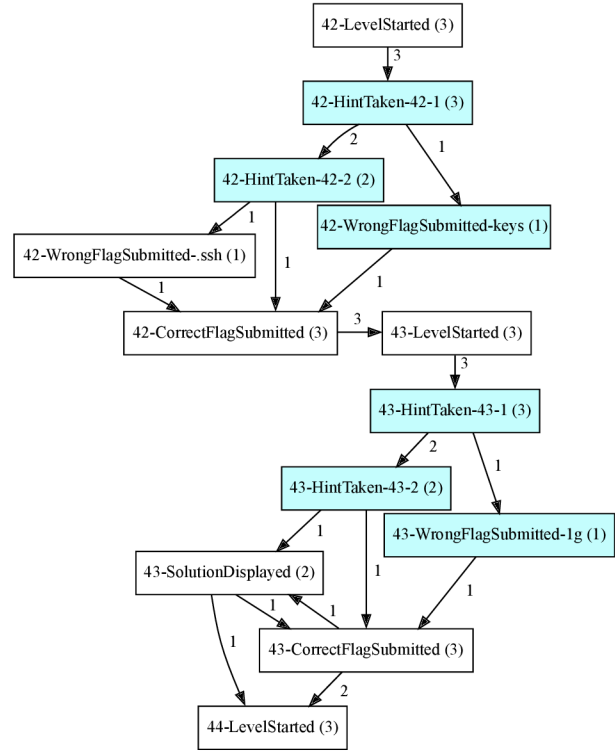 42-LevelStarted (3)
3
42-HintTaken-42-1 (3)
2
1
42-HintTaken-42-2 (2)
1
42-WrongFlagSubmitted-keys (1)
42-WrongFlagSubmitted-.ssh (1)
1
1
1
42-CorrectFlagSubmitted (3)
3
43-LevelStarted (3)
3
43-HintTaken-43-1 (3)
2
1
43-HintTaken-43-2 (2)
1
43-WrongFlagSubmitted-1g (1)
43-SolutionDisplayed (2)
1
1
1
1
1
43-CorrectFlagSubmitted (3)
2
44-LevelStarted (3)